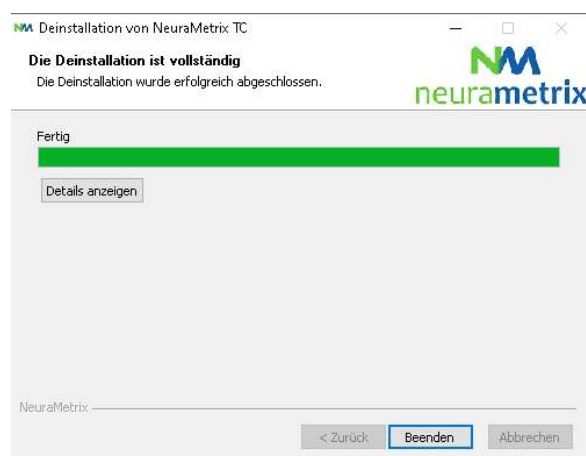 NM Deinstallation von NeuraMetrix TC
Die Deinstallation ist vollständig
Die Deinstallation wurde erfolgreich abgeschlossen.
NM
neurametrix
Fertig
Details anzeigen
NeuraMetrix
< Zurück Beenden Abbrechen